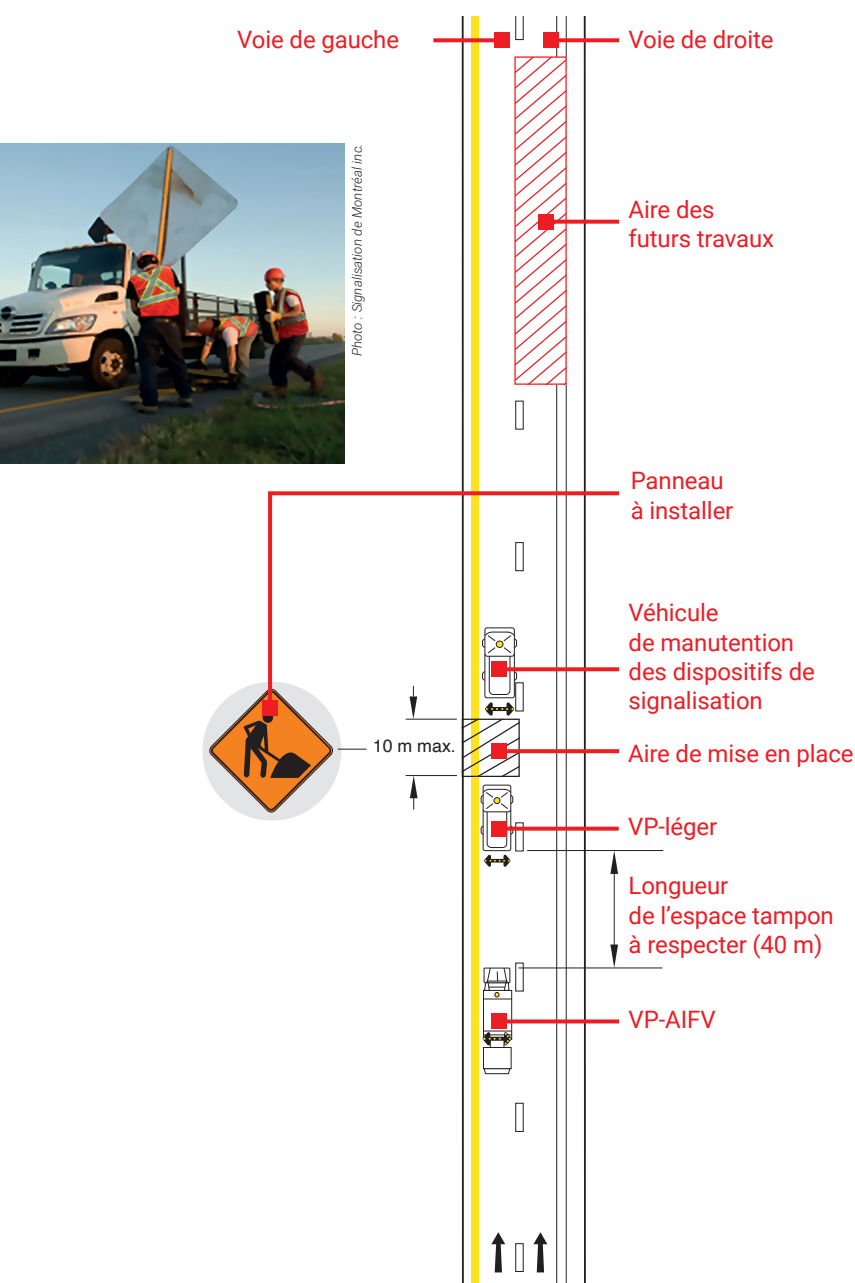 Voie de gauche
Voie de droite
Photo : Signalisation de Montréal inc.
Aire des
futurs travaux
Panneau
à installer
Véhicule
de manutention
des dispositifs de
signalisation
10 m max.
Aire de mise en place
VP-léger
Longueur
de l’espace tampon
à respecter (40 m)
VP-AIFV